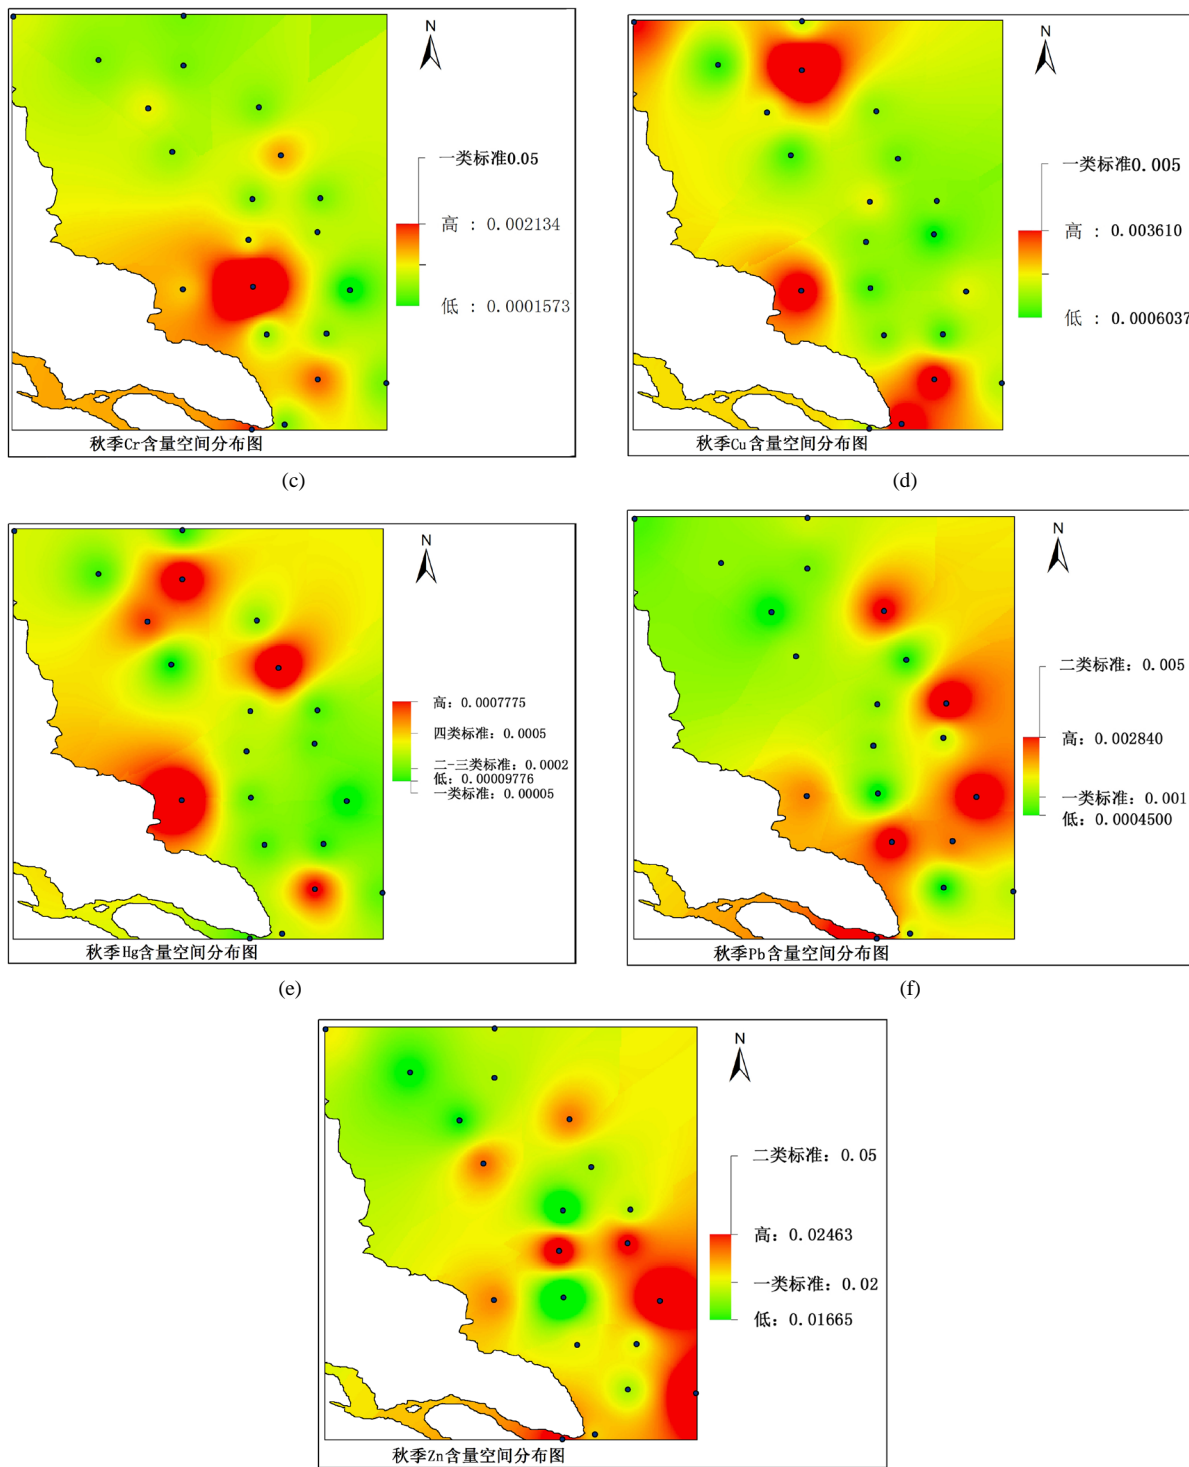 N
一类标准0.05
高 : 0.002134
低 : 0.0001573
秋季Cr含量空间分布图
(c)
N
一类标准0.005
高 : 0.003610
低 : 0.0006037
秋季Cu含量空间分布图
(d)
N
高: 0.0007775
四类标准: 0.0005
二-三类标准: 0.0002
低: 0.00009776
一类标准: 0.00005
秋季Hg含量空间分布图
(e)
N
二类标准: 0.005
高: 0.002840
一类标准: 0.001
低: 0.0004500
秋季Pb含量空间分布图
(f)
N
二类标准: 0.05
高: 0.02463
一类标准: 0.02
低: 0.01665
秋季Zn含量空间分布图